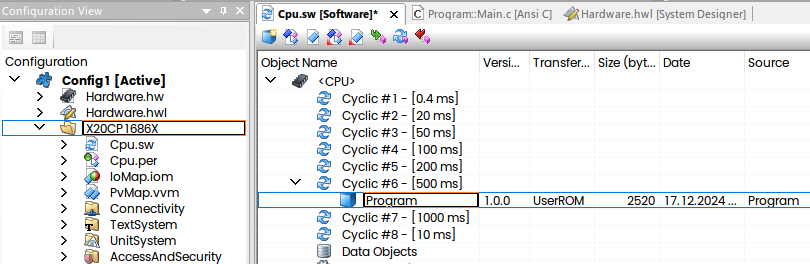 Configuration View
Configuration
Config1 [Active]
Hardware.hw
Hardware.hwl
X20CP1686X
Cpu.sw
Cpu.per
IoMap.iom
PvMap.vvm
Connectivity
TextSystem
UnitSystem
AccessAndSecurity
Cpu.sw [Software]*
Program::Main.c [Ansi C]
Hardware.hwl [System Designer]
Object Name Versi... Transfer... Size (byt... Date Source
<CPU>
Cyclic #1 - [0.4 ms]
Cyclic #2 - [20 ms]
Cyclic #3 - [50 ms]
Cyclic #4 - [100 ms]
Cyclic #5 - [200 ms]
Cyclic #6 - [500 ms]
Program 1.0.0 UserROM 2520 17.12.2024 ... Program
Cyclic #7 - [1000 ms]
Cyclic #8 - [10 ms]
Data Objects